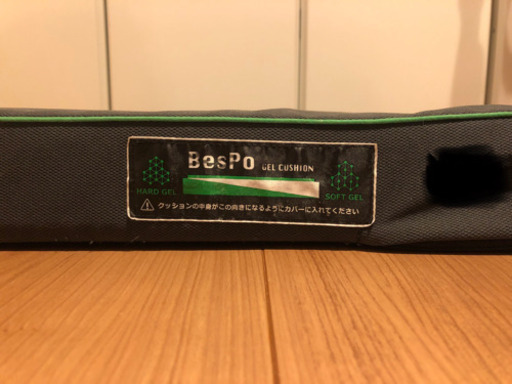 BesPo GEL CUSHION
HARD GEL SOFT GEL
⚠ クッションの中身がこの向きになるようにカバーに入れてください